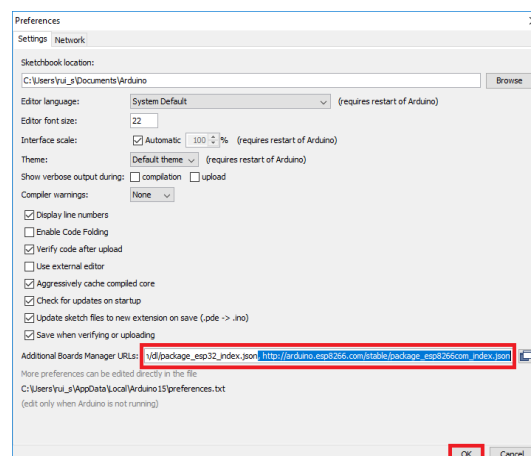 Preferences
Settings Network
Sketchbook location:
C:\Users\rui_s\Documents\Arduino Browse
Editor language: System Default (requires restart of Arduino)
Editor font size: 22
Interface scale: Automatic 100 % (requires restart of Arduino)
Theme: Default theme (requires restart of Arduino)
Show verbose output during: compilation upload
Compiler warnings: None
Display line numbers
Enable Code Folding
Verify code after upload
Use external editor
Aggressively cache compiled core
Check for updates on startup
Update sketch files to new extension on save (.pde -> .ino)
Save when verifying or uploading
Additional Boards Manager URLs: /dl/package_esp32_index.json, http://arduino.esp8266.com/stable/package_esp8266com_index.json
More preferences can be edited directly in the file
C:\Users\rui_s\AppData\Local\Arduino15\preferences.txt
(edit only when Arduino is not running)
OK Cancel